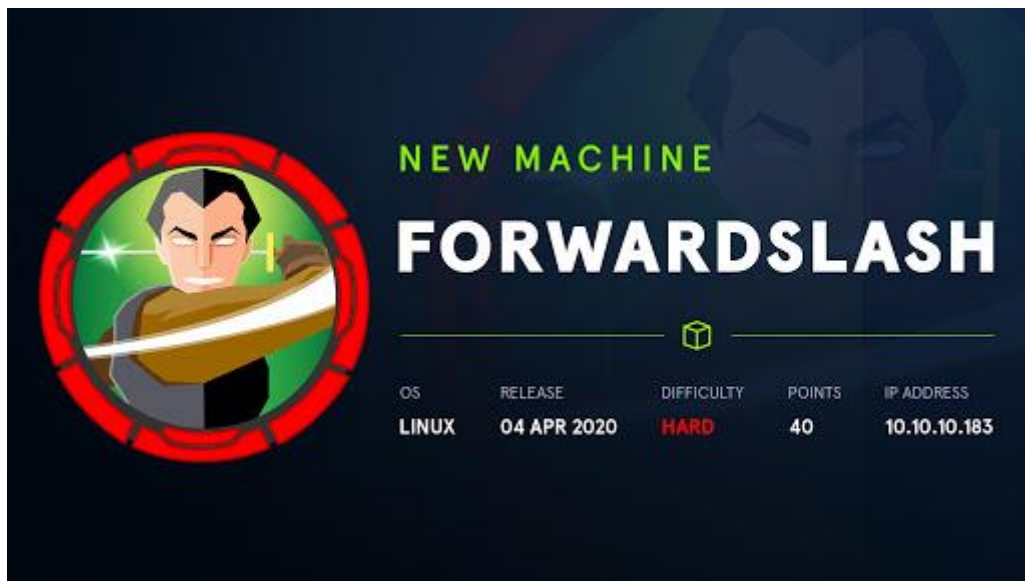 NEW MACHINE
FORWARDSLASH
OS RELEASE DIFFICULTY POINTS IP ADDRESS
LINUX 04 APR 2020 HARD 40 10.10.10.183